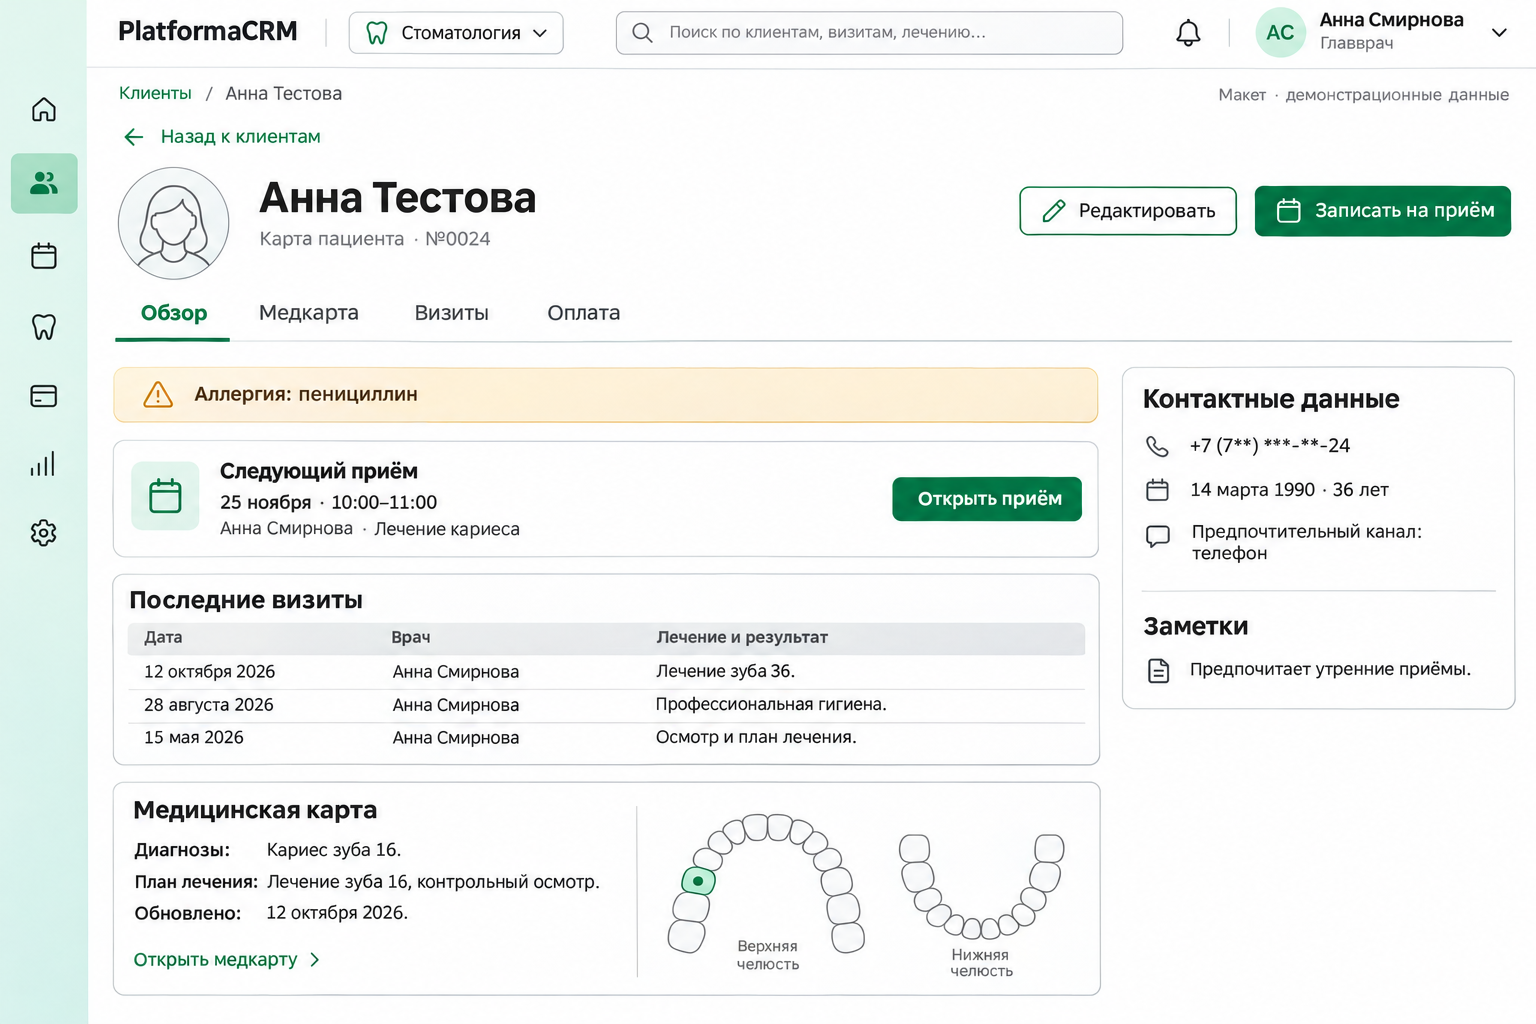 PlatformaCRM
Стоматология
Поиск по клиентам, визитам, лечению...
АС
Анна Смирнова
Главврач
Клиенты / Анна Тестова
Макет · демонстрационные данные
← Назад к клиентам
Анна Тестова
Карта пациента · №0024
Редактировать
Записать на приём
Обзор
Медкарта
Визиты
Оплата
Аллергия: пенициллин
Следующий приём
25 ноября · 10:00–11:00
Анна Смирнова · Лечение кариеса
Открыть приём
Последние визиты
Дата Врач Лечение и результат
12 октября 2026 Анна Смирнова Лечение зуба 36.
28 августа 2026 Анна Смирнова Профессиональная гигиена.
15 мая 2026 Анна Смирнова Осмотр и план лечения.
Медицинская карта
Диагнозы: Кариес зуба 16.
План лечения: Лечение зуба 16, контрольный осмотр.
Обновлено: 12 октября 2026.
Открыть медкарту
Верхняя
челюсть
Нижняя
челюсть
Контактные данные
+7 (7**) ***-**-24
14 марта 1990 · 36 лет
Предпочтительный канал:
телефон
Заметки
Предпочитает утренние приёмы.